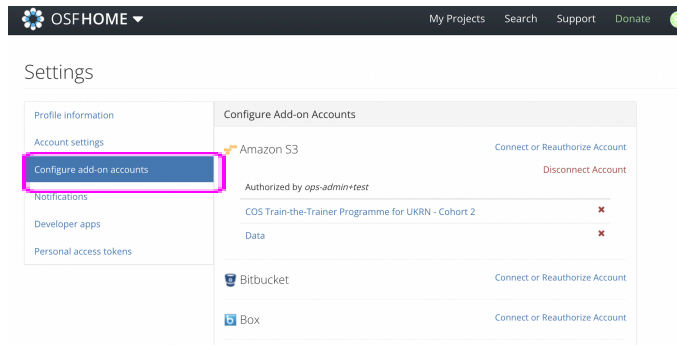 OSFHOME
My Projects Search Support Donate
Settings
Profile information
Account settings
Configure add-on accounts
Notifications
Developer apps
Personal access tokens
Configure Add-on Accounts
Amazon S3 Connect or Reauthorize Account
Disconnect Account
Authorized by ops-admin+test
COS Train-the-Trainer Programme for UKRN - Cohort 2
Data
Bitbucket Connect or Reauthorize Account
Box Connect or Reauthorize Account